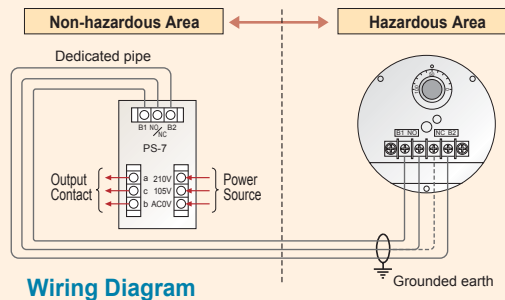 Non-hazardous Area
Hazardous Area
Dedicated pipe
B1 NO B2
NC
PS-7
Output
Contact
a 210V
c 105V
b AC0V
Power
Source
B1 NO NC B2
Grounded earth
Wiring Diagram